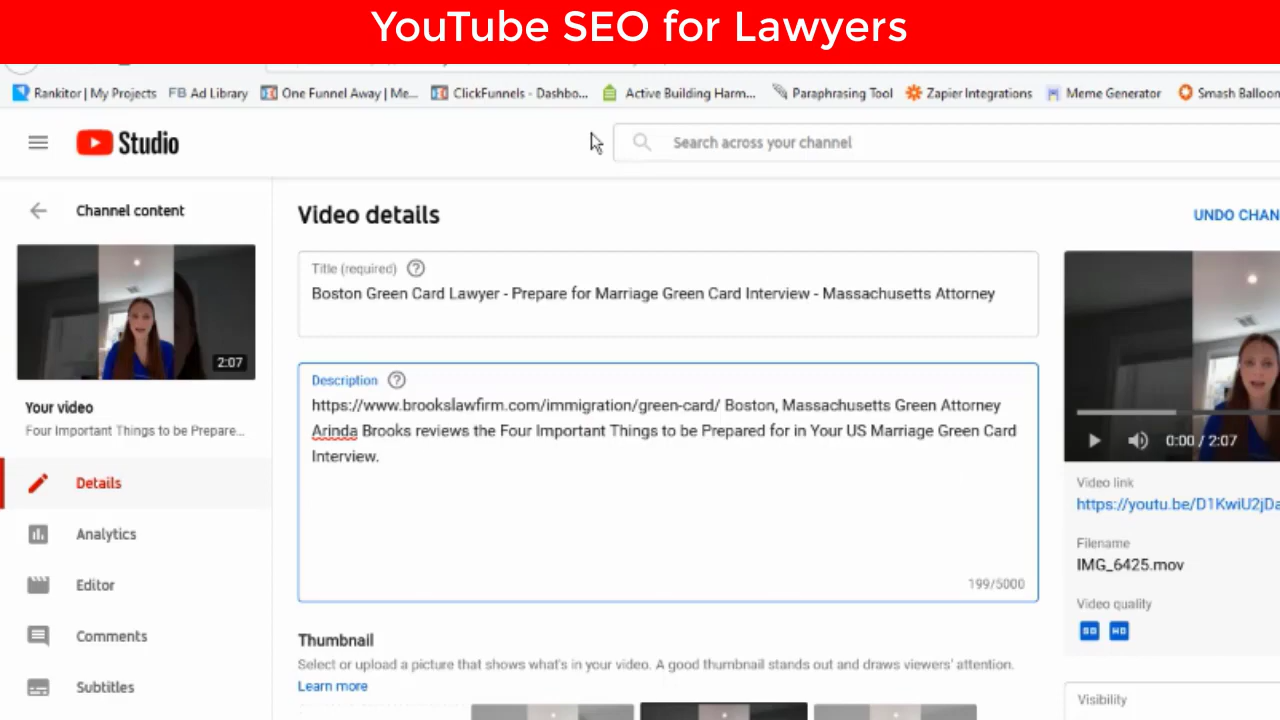 YouTube SEO for Lawyers
Rankitor | My Projects FB Ad Library One Funnel Away | Me... ClickFunnels - Dashbo... Active Building Harm... Paraphrasing Tool Zapier Integrations Meme Generator Smash Balloon
Studio Search across your channel
Channel content
Video details
UNDO CHAN
Title (required)
Boston Green Card Lawyer - Prepare for Marriage Green Card Interview - Massachusetts Attorney
2:07
Description
https://www.brookslawfirm.com/immigration/green-card/ Boston, Massachusetts Green Attorney
Arinda Brooks reviews the Four Important Things to be Prepared for in Your US Marriage Green Card
Interview.
199/5000
Your video
Four Important Things to be Prepare...
Details
Analytics
Editor
Comments
Subtitles
0:00 / 2:07
Video link
https://youtu.be/D1KwiU2jDa
Filename
IMG_6425.mov
Video quality
SD HD
Thumbnail
Select or upload a picture that shows what's in your video. A good thumbnail stands out and draws viewers' attention.
Learn more
Visibility